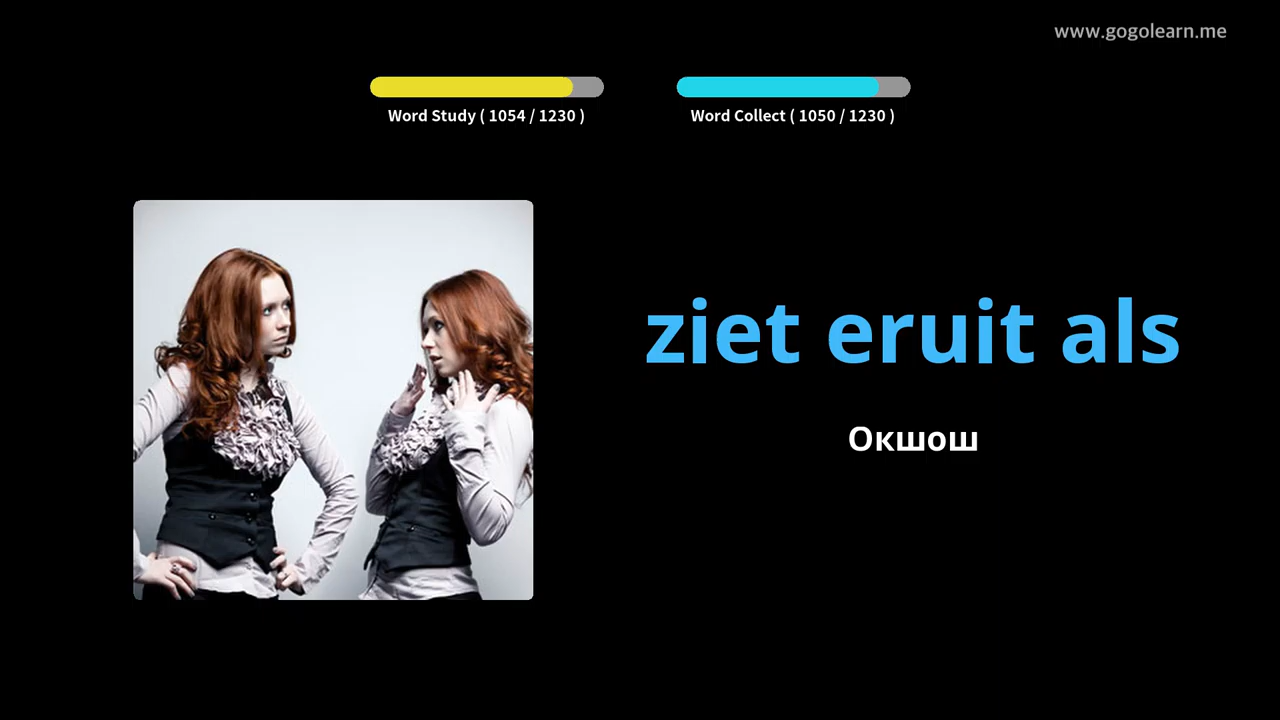 www.gogolearn.me
Word Study ( 1054 / 1230 )
Word Collect ( 1050 / 1230 )
ziet eruit als
Окшош